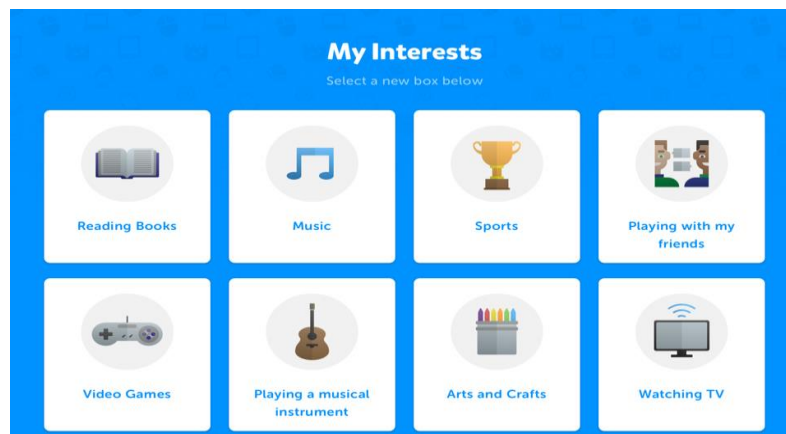 My Interests
Select a new box below
Reading Books
Music
Sports
Playing with my
friends
Video Games
Playing a musical
instrument
Arts and Crafts
Watching TV